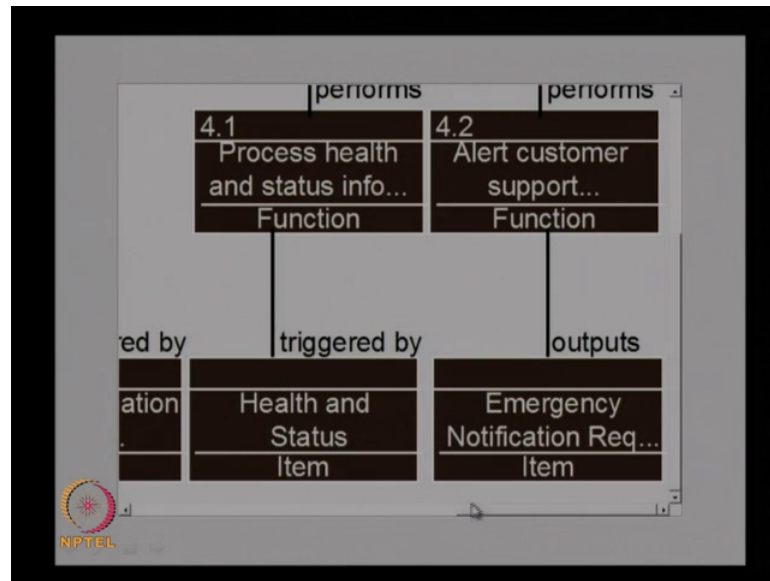 performs performs
4.1
Process health
and status info...
Function
4.2
Alert customer
support...
Function
red by triggered by outputs
ation
.
Health and
Status
Item
Emergency
Notification Req...
Item
NPTEL